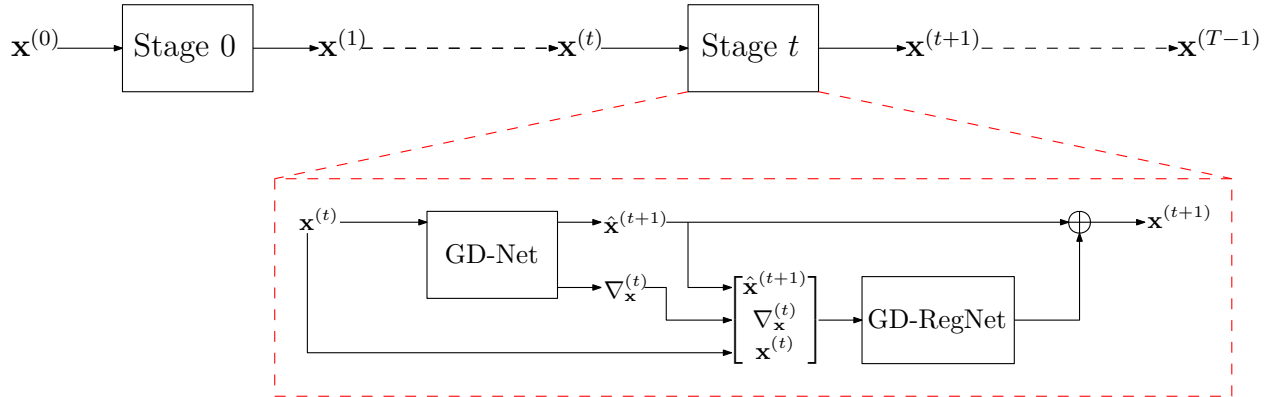 𝐱⁽⁰⁾ Stage 0 𝐱⁽¹⁾ 𝐱⁽ᵗ⁾ Stage t 𝐱⁽ᵗ⁺¹⁾ 𝐱⁽ᵀ⁻¹⁾
𝐱⁽ᵗ⁾ GD-Net 𝐱̂⁽ᵗ⁺¹⁾ 𝐱⁽ᵗ⁺¹⁾
∇𝐱⁽ᵗ⁾
𝐱̂⁽ᵗ⁺¹⁾
∇𝐱⁽ᵗ⁾
𝐱⁽ᵗ⁾
GD-RegNet